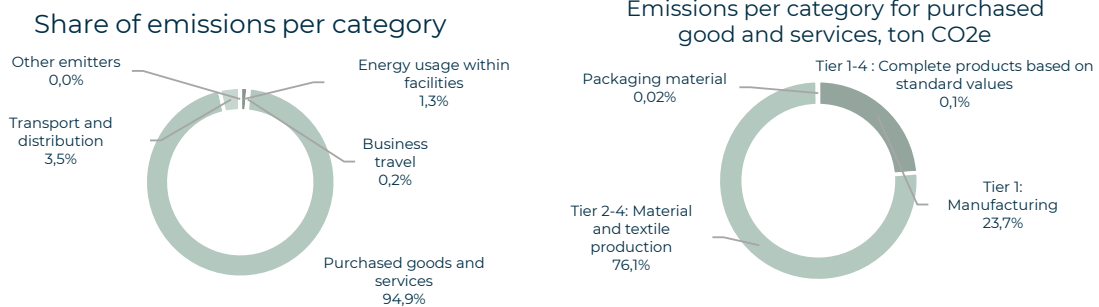 Share of emissions per category
Other emitters
0,0%
Energy usage within
facilities
1,3%
Transport and
distribution
3,5%
Business
travel
0,2%
Purchased goods and
services
94,9%
Emissions per category for purchased
good and services, ton CO2e
Packaging material
0,02%
Tier 1-4 : Complete products based on
standard values
0,1%
Tier 1:
Manufacturing
23,7%
Tier 2-4: Material
and textile
production
76,1%